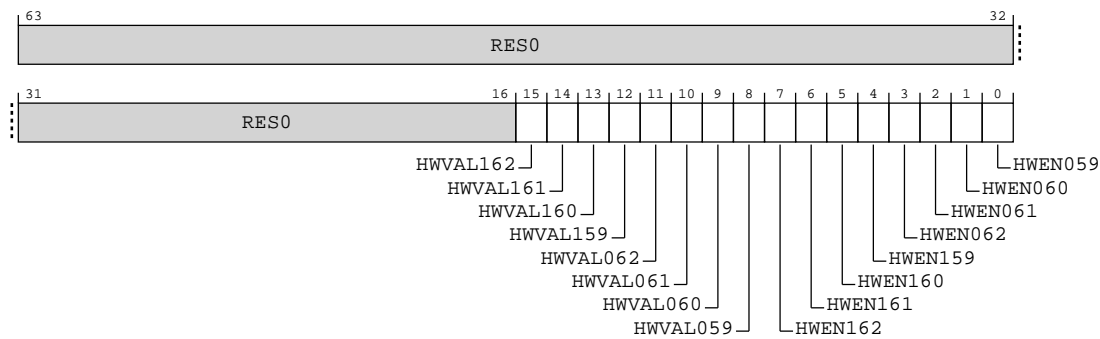 63 32
RES0
31 16 15 14 13 12 11 10 9 8 7 6 5 4 3 2 1 0
RES0
HWVAL162 HWEN059
HWVAL161 HWEN060
HWVAL160 HWEN061
HWVAL159 HWEN062
HWVAL062 HWEN159
HWVAL061 HWEN160
HWVAL060 HWEN161
HWVAL059 HWEN162